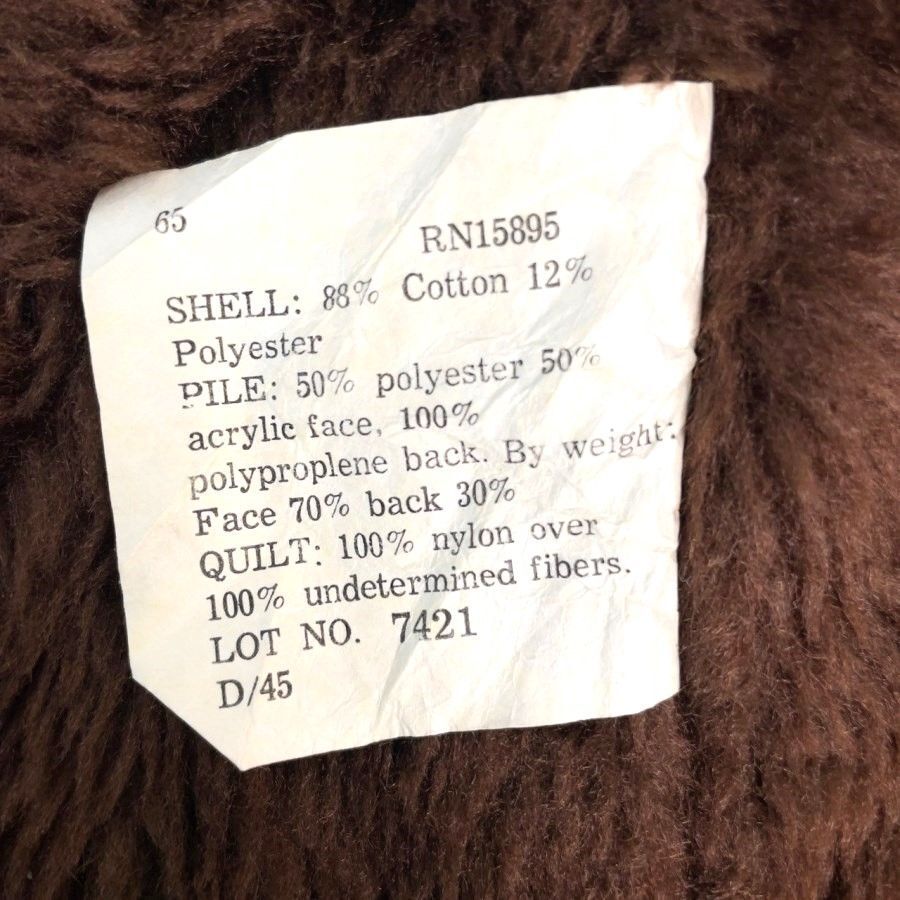 65
RN15895
SHELL: 88% Cotton 12%
Polyester
PILE: 50% polyester 50%
acrylic face, 100%
polyproplene back. By weight:
Face 70% back 30%
QUILT: 100% nylon over
100% undetermined fibers.
LOT NO. 7421
D/45